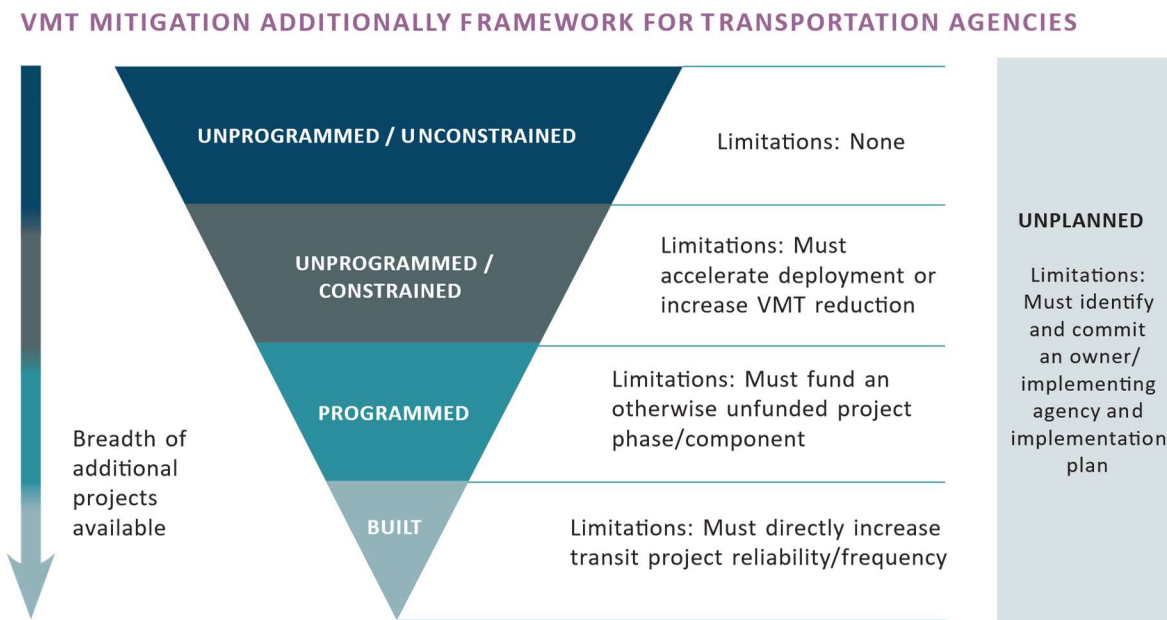 VMT MITIGATION ADDITIONALLY FRAMEWORK FOR TRANSPORTATION AGENCIES
UNPROGRAMMED / UNCONSTRAINED
Limitations: None
UNPROGRAMMED /
CONSTRAINED
Limitations: Must
accelerate deployment or
increase VMT reduction
PROGRAMMED
Limitations: Must fund an
otherwise unfunded project
phase/component
BUILT
Limitations: Must directly increase
transit project reliability/frequency
Breadth of
additional
projects
available
UNPLANNED
Limitations:
Must identify
and commit
an owner/
implementing
agency and
implementation
plan